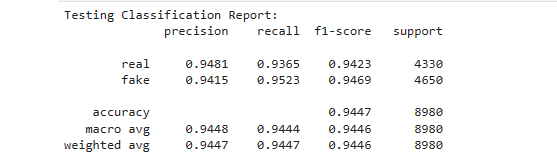 Testing Classification Report:
precision recall f1-score support
real 0.9481 0.9365 0.9423 4330
fake 0.9415 0.9523 0.9469 4650
accuracy 0.9447 8980
macro avg 0.9448 0.9444 0.9446 8980
weighted avg 0.9447 0.9447 0.9446 8980